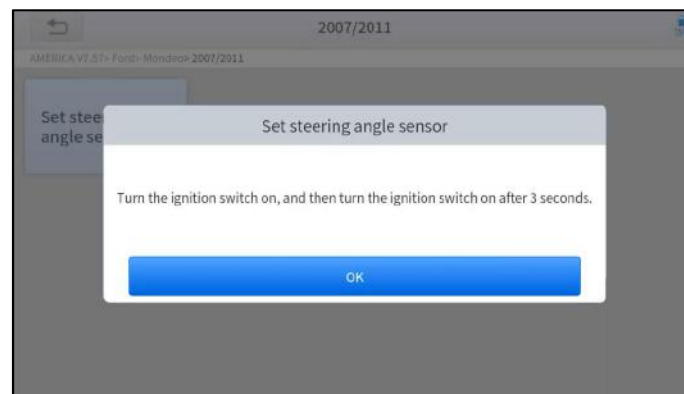 2007/2011
AMERICA V7.57> Ford> Mondeo> 2007/2011
Set stee
angle se
Set steering angle sensor
Turn the ignition switch on, and then turn the ignition switch on after 3 seconds.
OK